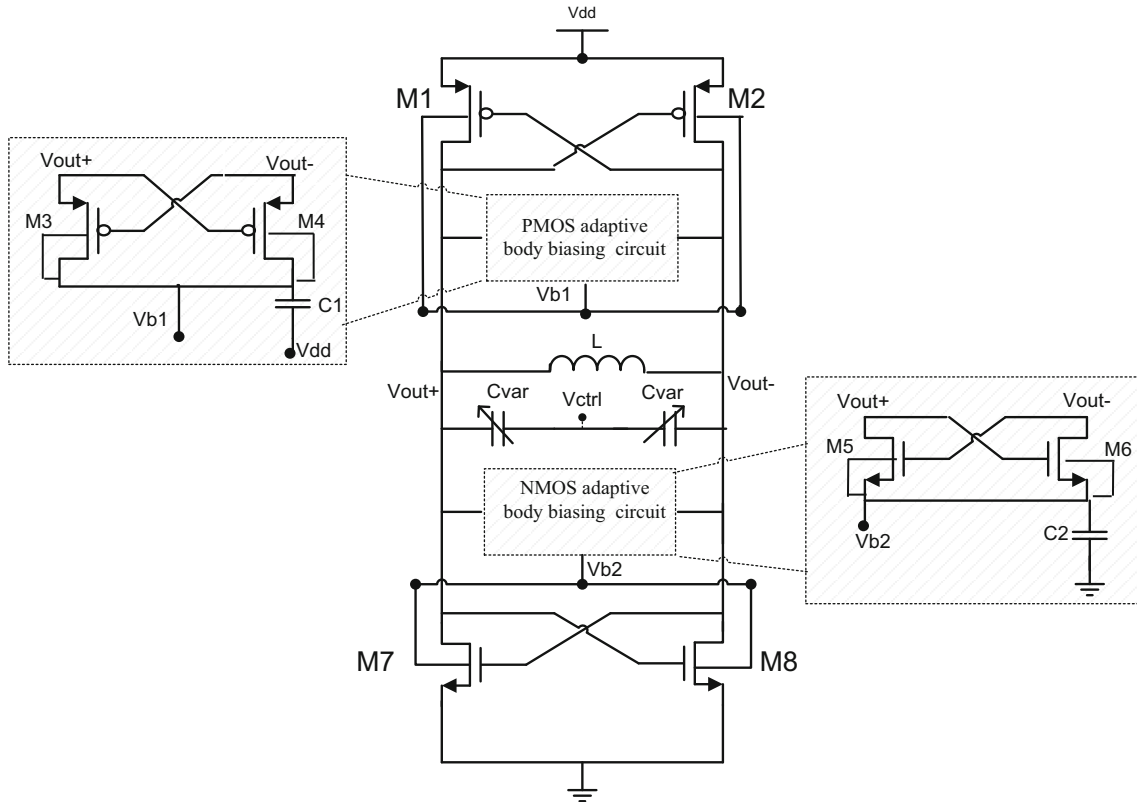 Vdd
M1
M2
Vout+
Vout-
M3
M4
C1
Vb1
Vdd
PMOS adaptive
body biasing circuit
Vb1
L
Vout+
Vout-
Cvar
Vctrl
Cvar
Vout+
Vout-
M5
M6
Vb2
C2
NMOS adaptive
body biasing circuit
Vb2
M7
M8